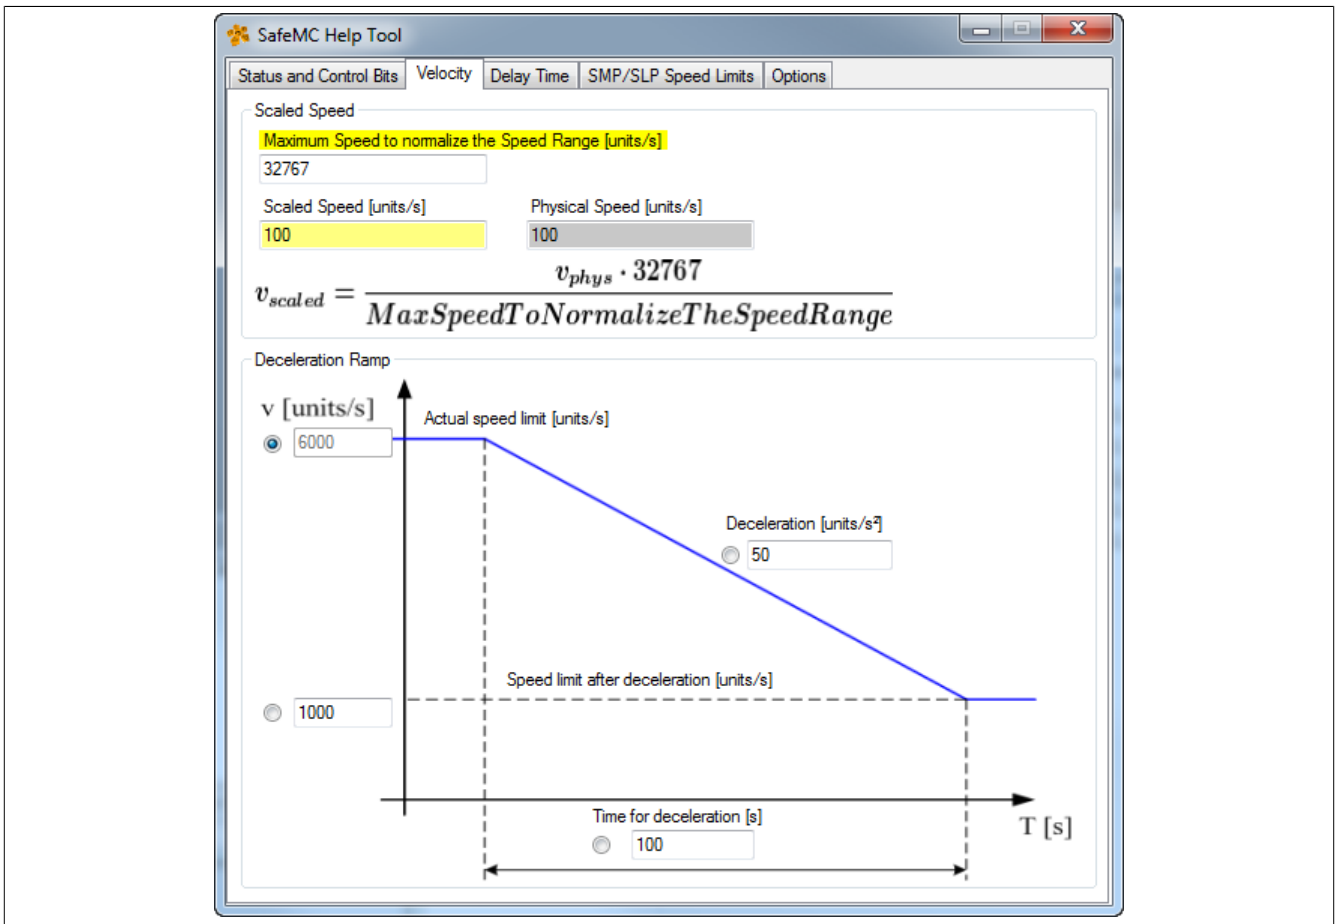 SafeMC Help Tool
Status and Control Bits Velocity Delay Time SMP/SLP Speed Limits Options
Scaled Speed
Maximum Speed to normalize the Speed Range [units/s]
32767
Scaled Speed [units/s] Physical Speed [units/s]
100 100
v_scaled = v_phys · 32767 / MaxSpeedToNormalizeTheSpeedRange
Deceleration Ramp
v [units/s]
Actual speed limit [units/s]
6000
Deceleration [units/s²]
50
Speed limit after deceleration [units/s]
1000
Time for deceleration [s]
T [s]
100